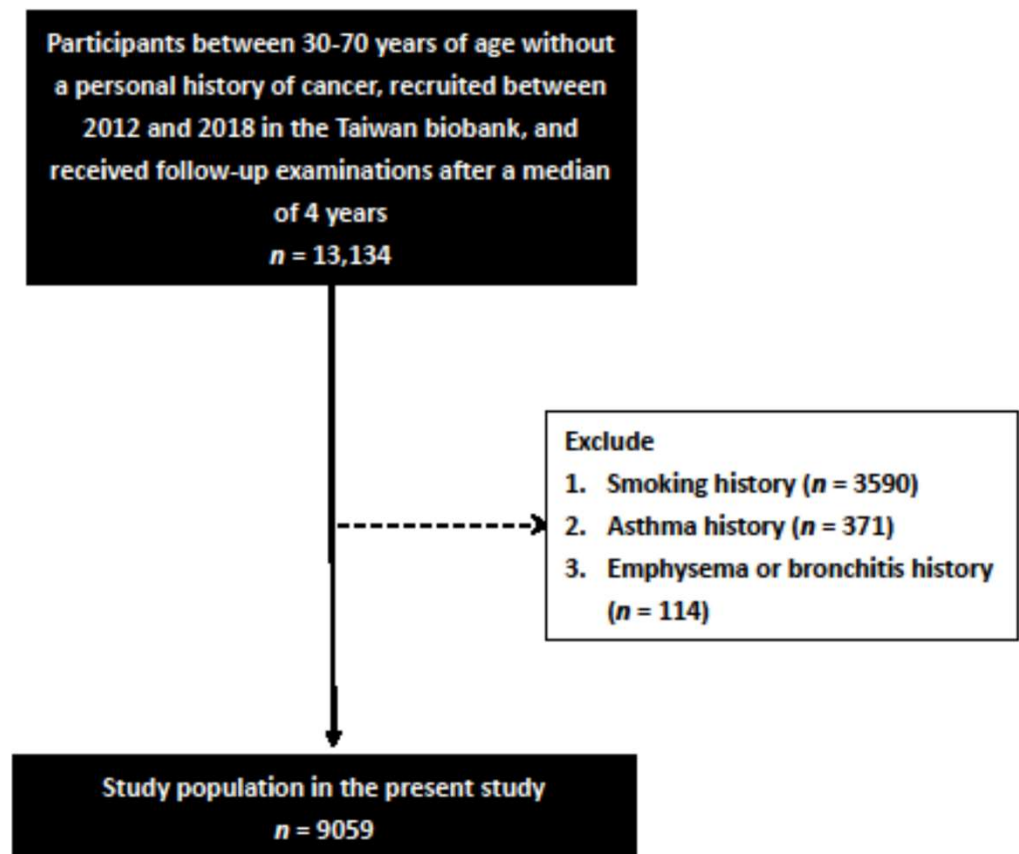 Participants between 30-70 years of age without
a personal history of cancer, recruited between
2012 and 2018 in the Taiwan biobank, and
received follow-up examinations after a median
of 4 years
n = 13,134
Exclude
1. Smoking history (n = 3590)
2. Asthma history (n = 371)
3. Emphysema or bronchitis history
(n = 114)
Study population in the present study
n = 9059